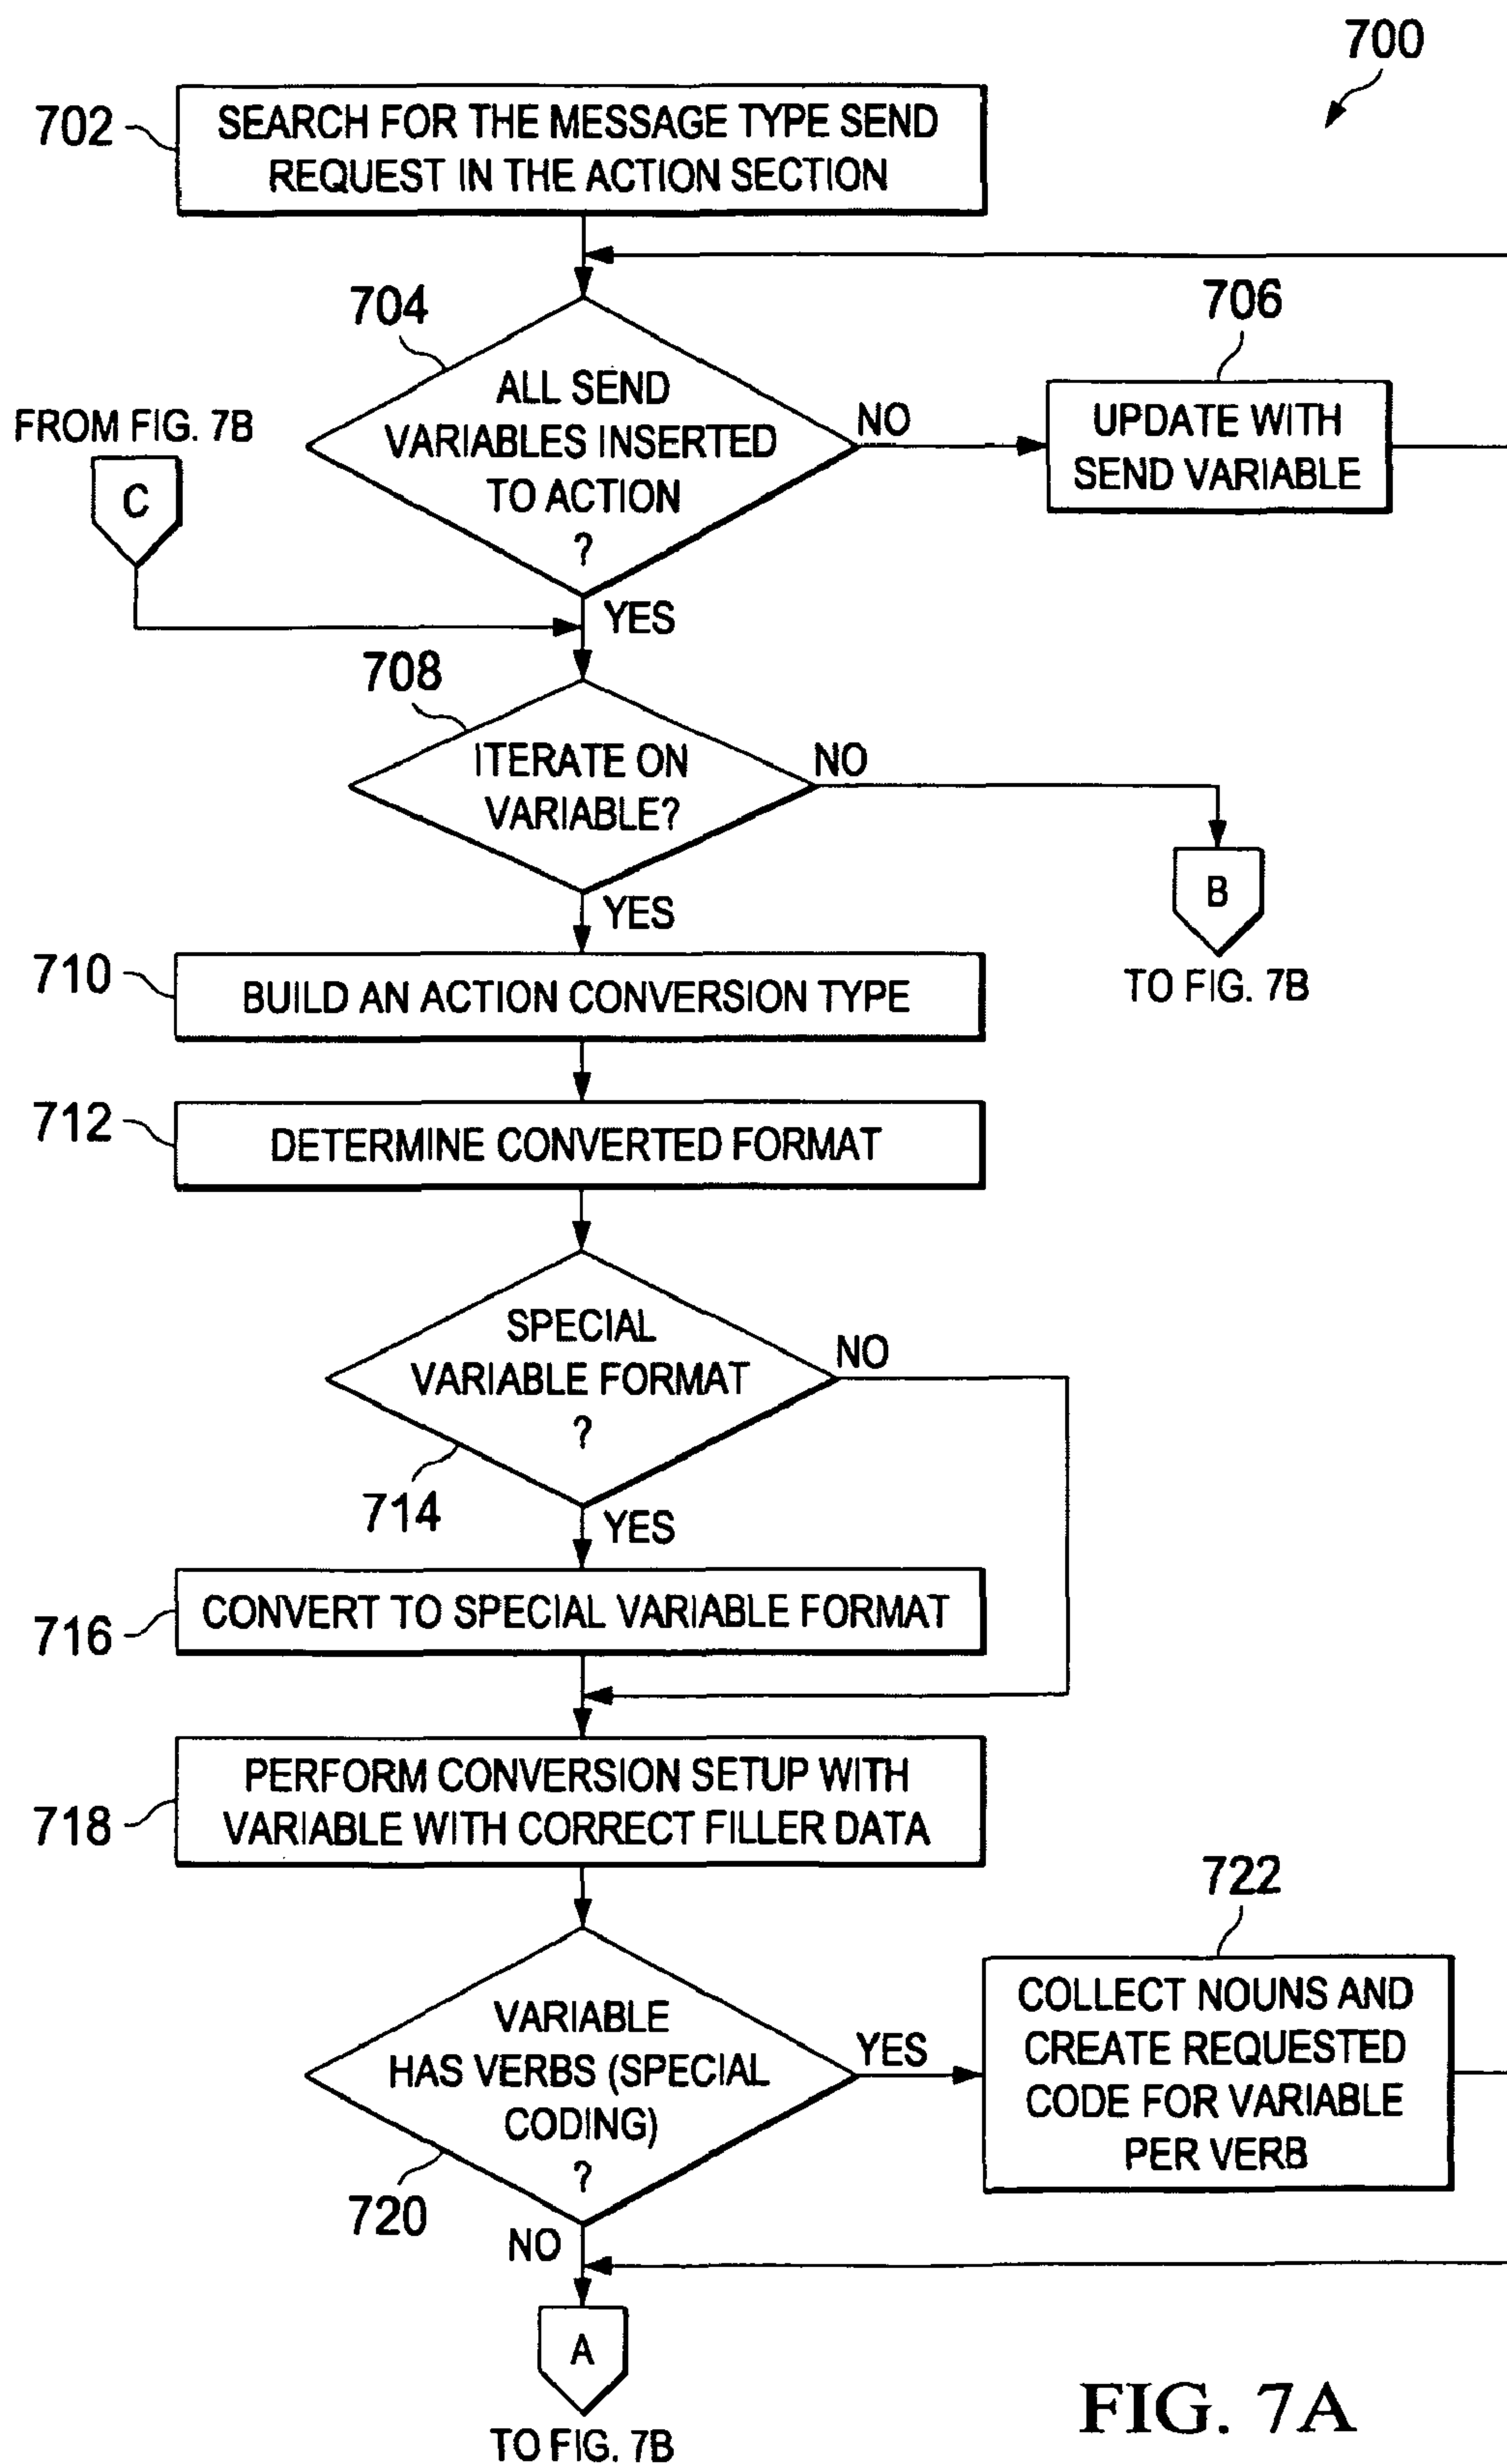 700
702
SEARCH FOR THE MESSAGE TYPE SEND
REQUEST IN THE ACTION SECTION
704
ALL SEND
VARIABLES INSERTED
TO ACTION
?
NO
706
UPDATE WITH
SEND VARIABLE
FROM FIG. 7B
C
YES
708
ITERATE ON
VARIABLE?
NO
B
TO FIG. 7B
YES
710
BUILD AN ACTION CONVERSION TYPE
712
DETERMINE CONVERTED FORMAT
SPECIAL
VARIABLE FORMAT
?
NO
714
YES
716
CONVERT TO SPECIAL VARIABLE FORMAT
718
PERFORM CONVERSION SETUP WITH
VARIABLE WITH CORRECT FILLER DATA
VARIABLE
HAS VERBS (SPECIAL
CODING)
?
720
YES
722
COLLECT NOUNS AND
CREATE REQUESTED
CODE FOR VARIABLE
PER VERB
NO
A
TO FIG. 7B
FIG. 7A